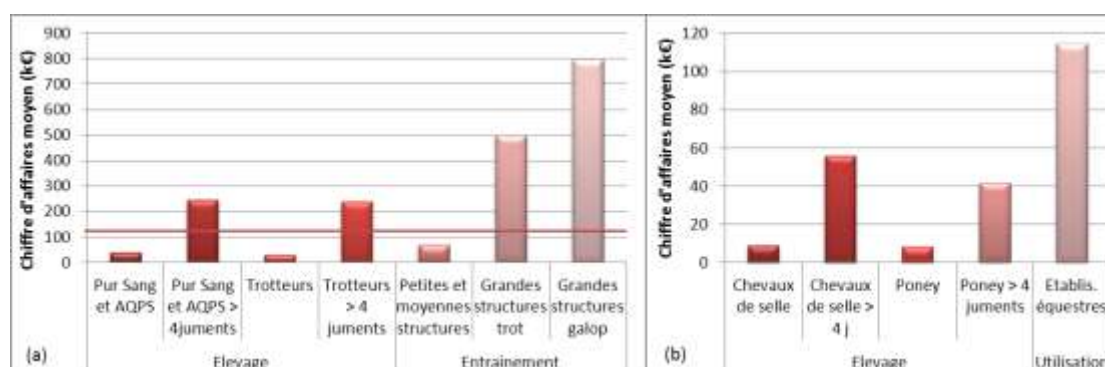 Chiffre d'affaires moyen (k€)
900
800
700
600
500
400
300
200
100
0
Pur Sang
et AQPS
Pur Sang
et AQPS >
4juments
Trotteurs
Trotteurs
> 4
juments
Petites et
moyennes
structures
Grandes
structures
trot
Grandes
structures
galop
(a)
Elevage
Entrainement
Chiffre d'affaires moyen (k€)
120
100
80
60
40
20
0
Chevaux
de selle
Chevaux
de selle >
4 j
Poney
Poney > 4
juments
Etablis.
équestres
(b)
Elevage
Utilisation